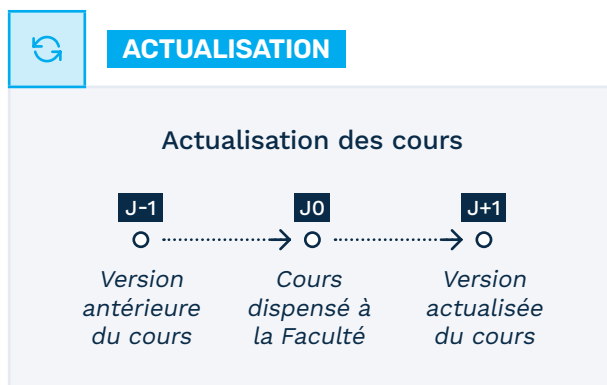 ACTUALISATION
Actualisation des cours
J-1 J0 J+1
Version Cours Version
antérieure dispensé à actualisée
du cours la Faculté du cours